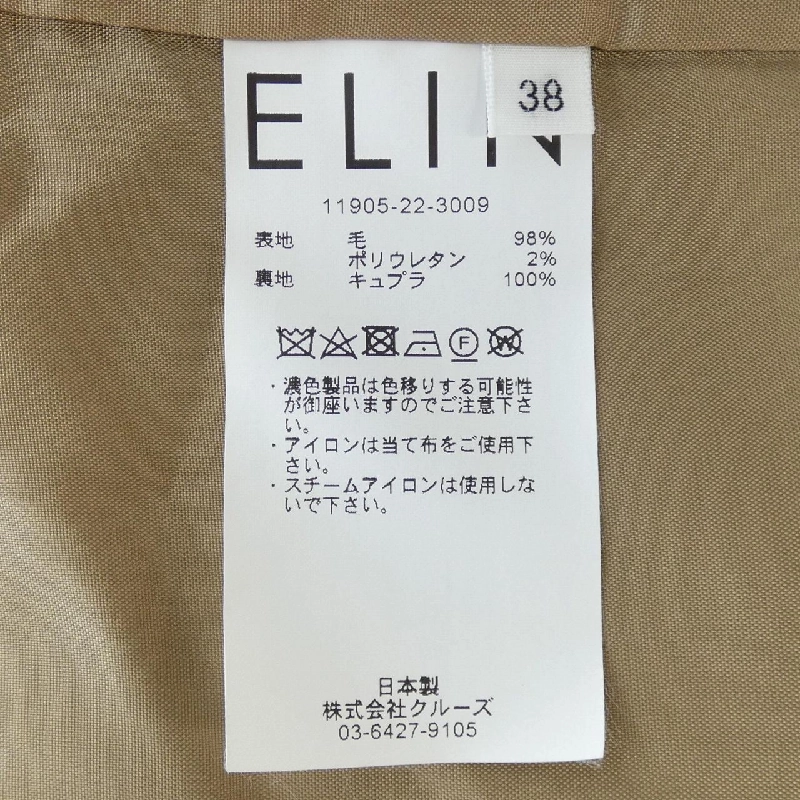 ELIN
38
11905-22-3009
表地 毛 98%
ポリウレタン 2%
裏地 キュプラ 100%
F
W
・濃色製品は色移りする可能性
が御座いますのでご注意下さ
い。
・アイロンは当て布をご使用下
さい。
・スチームアイロンは使用しな
いで下さい。
日本製
株式会社クルーズ
03-6427-9105